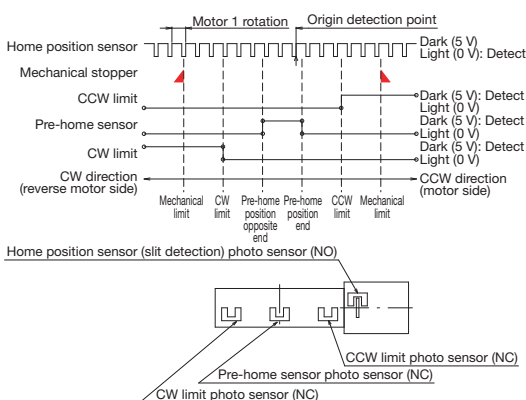 Motor 1 rotation
Origin detection point
Home position sensor
Dark (5 V)
Light (0 V): Detect
Mechanical stopper
CCW limit
Dark (5 V): Detect
Light (0 V)
Pre-home sensor
Dark (5 V): Detect
Light (0 V)
CW limit
Dark (5 V): Detect
Light (0 V)
CW direction
(reverse motor side)
CCW direction
(motor side)
Mechanical
limit
CW
limit
Pre-home
position
opposite
end
Pre-home
position
end
CCW
limit
Mechanical
limit
Home position sensor (slit detection) photo sensor (NO)
CCW limit photo sensor (NC)
Pre-home sensor photo sensor (NC)
CW limit photo sensor (NC)